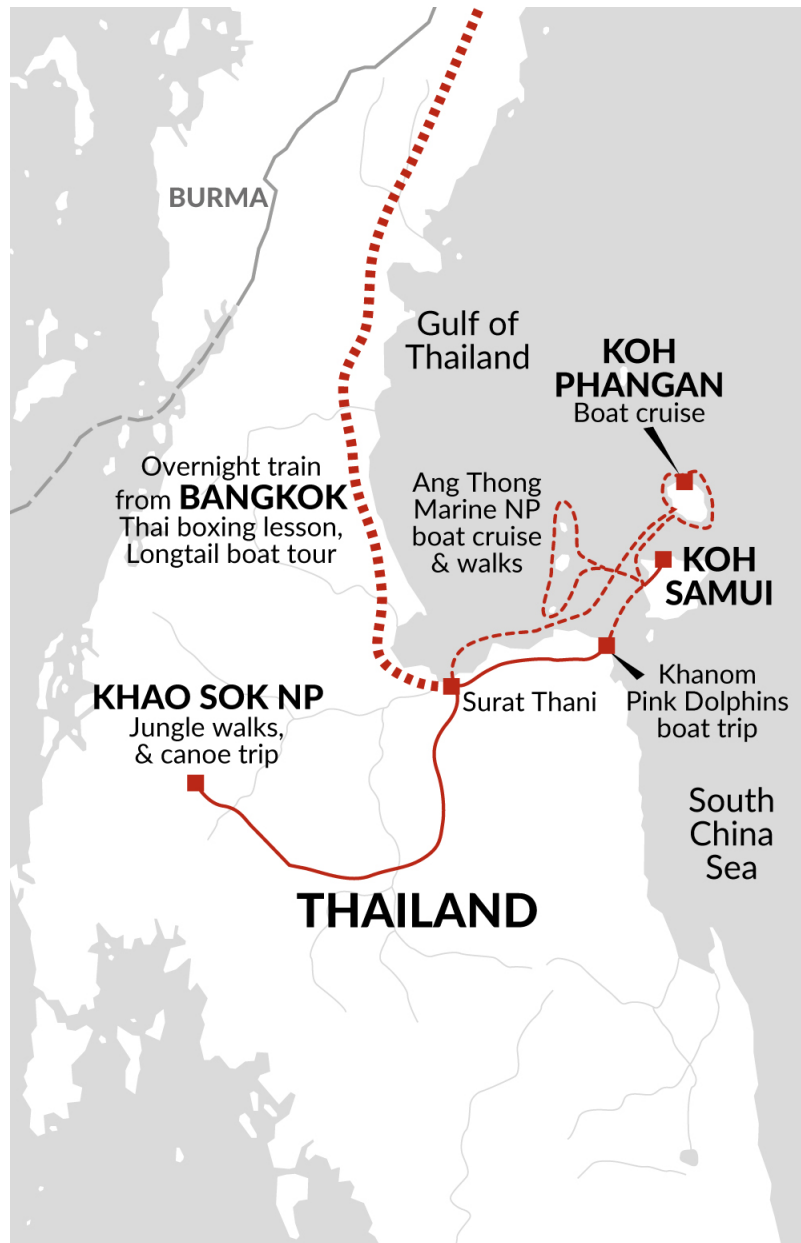 BURMA
Gulf of
Thailand
KOH
PHANGAN
Boat cruise
Overnight train
from BANGKOK
Thai boxing lesson,
Longtail boat tour
Ang Thong
Marine NP
boat cruise
& walks
KOH
SAMUI
KHAO SOK NP
Jungle walks,
& canoe trip
Surat Thani
Khanom
Pink Dolphins
boat trip
South
China
Sea
THAILAND